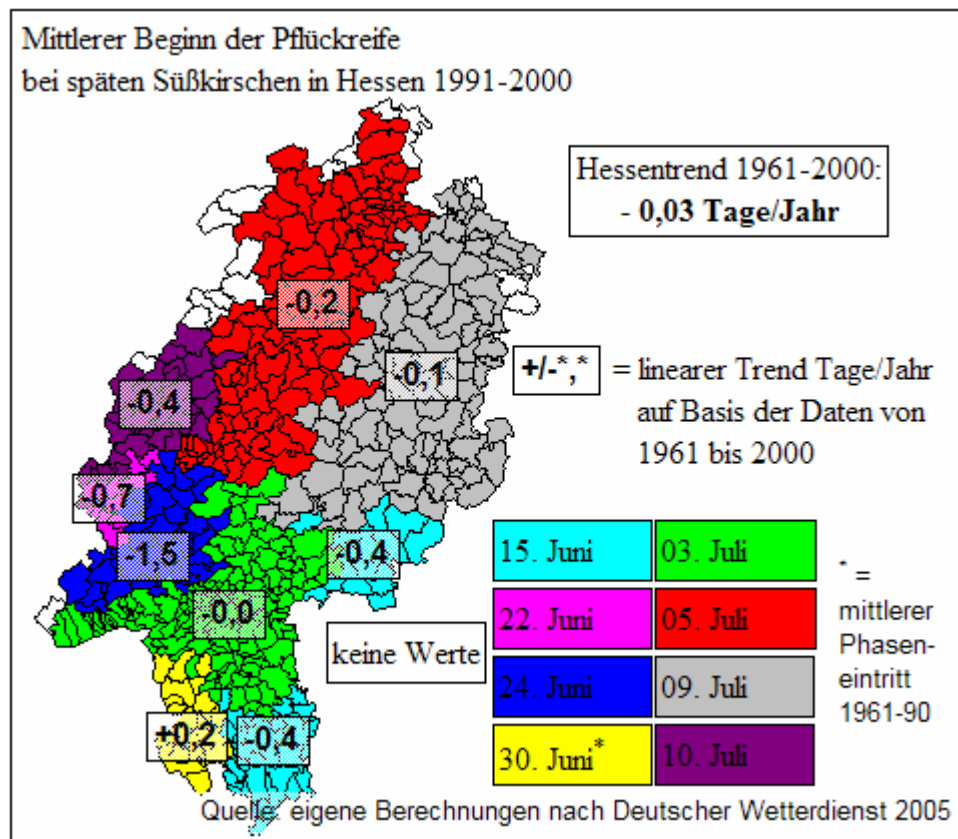 Mittlerer Beginn der Pflückreife
bei späten Süßkirschen in Hessen 1991-2000
Hessentrend 1961-2000:
- 0,03 Tage/Jahr
-0,2
-0,1
+/-*,* = linearer Trend Tage/Jahr
auf Basis der Daten von
1961 bis 2000
-0,4
-0,7
-1,5
-0,4
-0,0
keine Werte
+0,2
-0,4
15. Juni
03. Juli
22. Juni
05. Juli
24. Juni
09. Juli
30. Juni*
10. Juli
* =
mittlerer
Phasen-
eintritt
1961-90
Quelle: eigene Berechnungen nach Deutscher Wetterdienst 2005